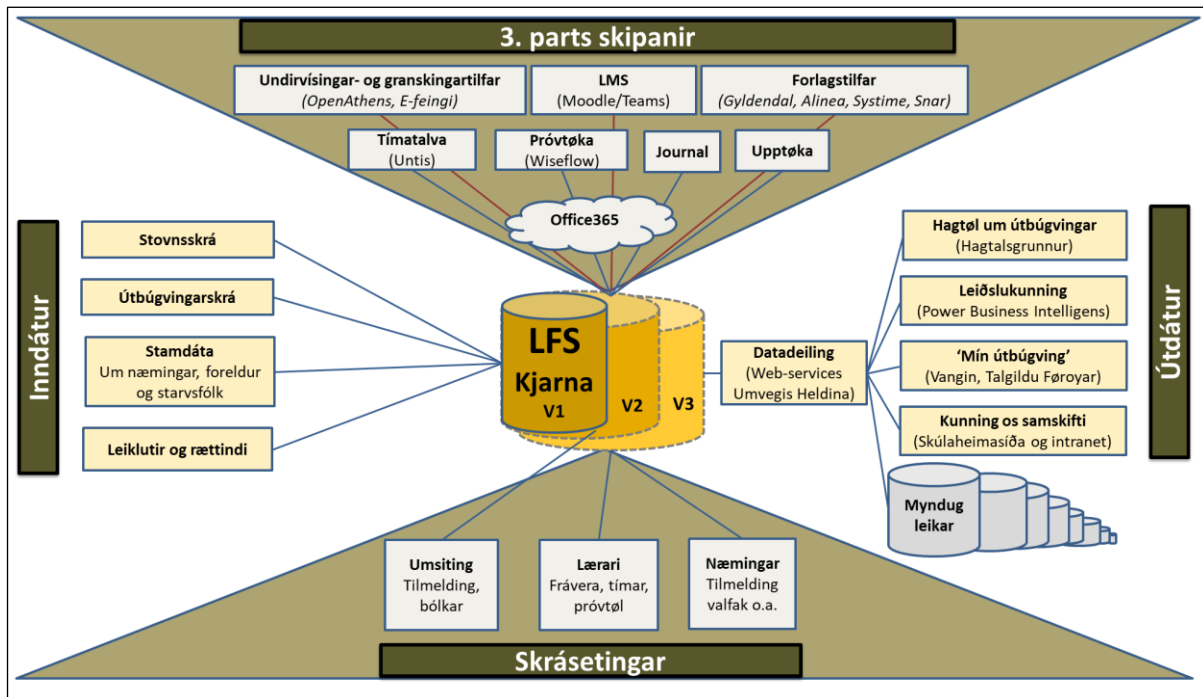 3. parts skipanir
Undirvísingar- og granskingartilfar
(OpenAthens, E-feingi)
LMS
(Moodle/Teams)
Forlagstilfar
(Gyldendal, Alinea, Systime, Snar)
Tímatalva
(Untis)
Próvtøka
(Wiseflow)
Journal
Upptøka
Office365
Inndátur
Stovnsskrá
Útbúgvingarskrá
Stamdáta
Um næmingar, foreldur
og starvsfólk
Leiklutir og rættindi
LFS
Kjarna
V1
V2
V3
Datadeiling
(Web-services
Umvegis Heldina)
Hagtøl um útbúgvingar
(Hagtalsgrunnur)
Leiðslukunning
(Power Business Intelligens)
‘Mín útbúgving’
(Vangin, Talgildu Føroyar)
Kunning os samskifti
(Skúlaheimasíða og intranet)
Myndug
leikar
Útdátur
Umsiting
Tilmelding,
bólkar
Lærari
Frávera, tímar,
próvtøl
Næmingar
Tilmelding
valfak o.a.
Skrásetingar